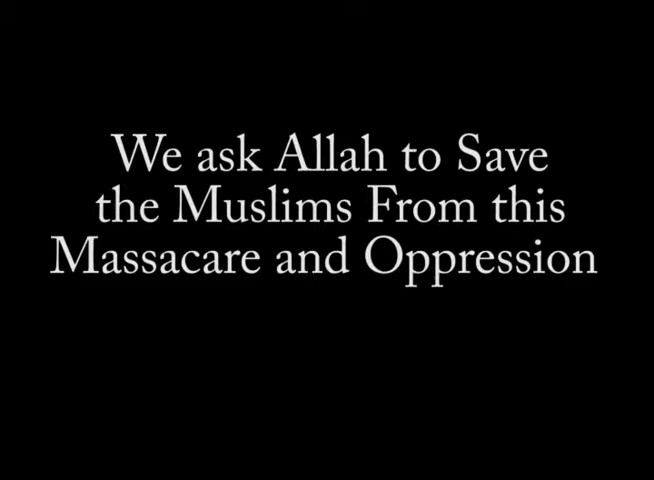 We ask Allah to Save
the Muslims From this
Massacare and Oppression